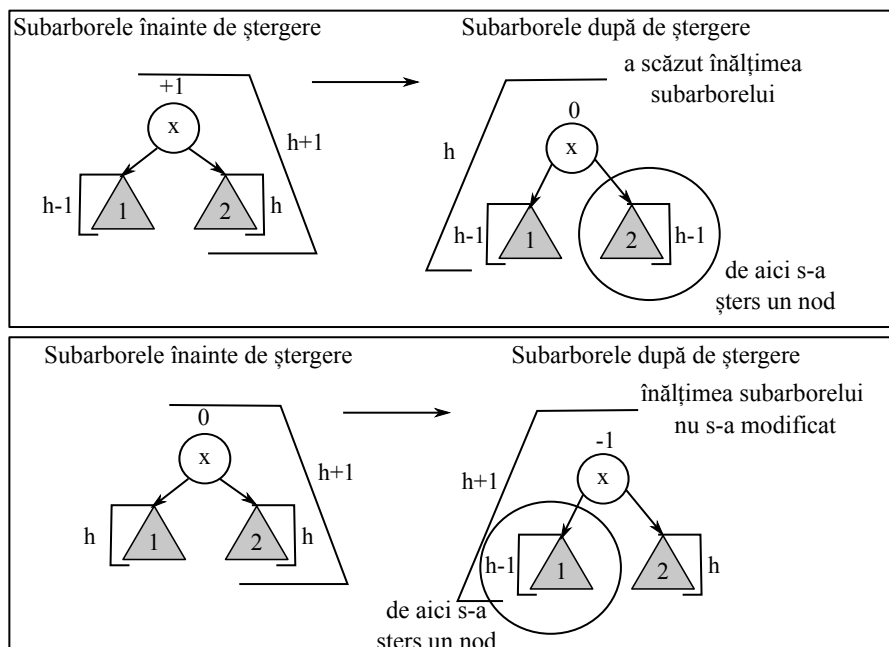 Subarborele înainte de ștergere
Subarborele după de ștergere
a scăzut înălțimea
subarborelui
+1
x
h+1
h-1
1
2
h
0
x
h
h-1
1
2
h-1
de aici s-a
șters un nod
Subarborele înainte de ștergere
Subarborele după de ștergere
înălțimea subarborelui
nu s-a modificat
0
x
h+1
h
1
2
h
-1
x
h+1
h-1
1
2
h
de aici s-a
șters un nod